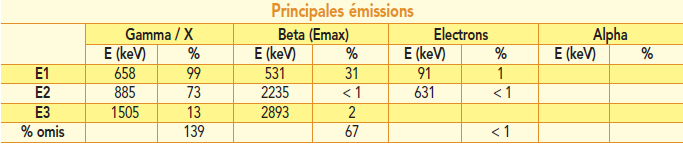 Principales émissions
Gamma / X Beta (Emax) Electrons Alpha
E (keV) % E (keV) % E (keV) % E (keV) %
E1 658 99 531 31 91 1
E2 885 73 2235 < 1 631 < 1
E3 1505 13 2893 2
% omis 139 67 < 1